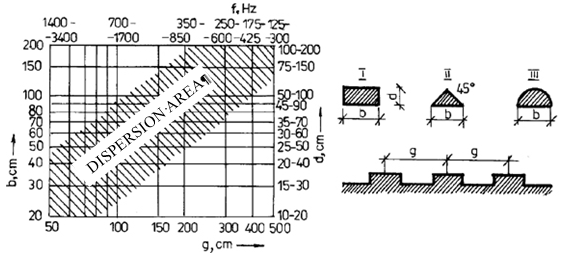 f, Hz
1400÷ 700÷ 350÷ 250÷ 175÷ 125÷
÷3400 ÷1700 ÷850 ÷600 ÷425 ÷300
200 100-200
150 75-150
100 50-100
80 45-90
70 35-70
60 30-60
50 25-50
40 20-40
30 15-30
20 10-20
50 100 150 200 300 400 500
b, cm
d, cm
g, cm
DISPERSION·AREA¶
I II III
45°
d
b b b
g g